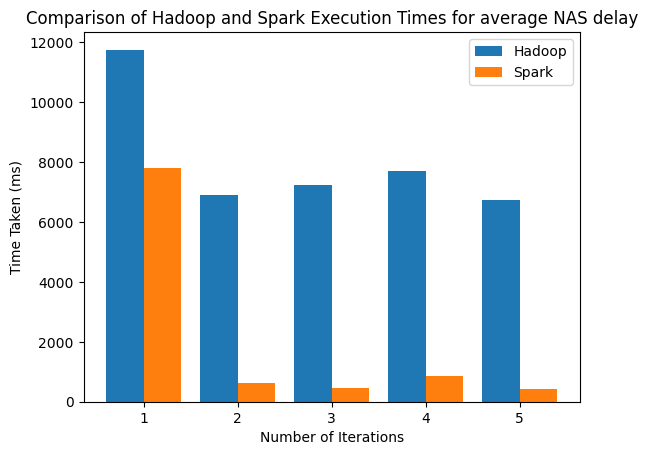 Comparison of Hadoop and Spark Execution Times for average NAS delay
Hadoop
Spark
Time Taken (ms)
12000
10000
8000
6000
4000
2000
0
1 2 3 4 5
Number of Iterations